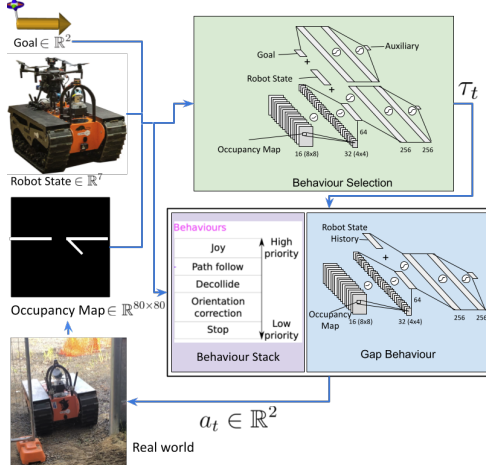 Goal ∈ ℝ²
Robot State ∈ ℝ⁷
Occupancy Map ∈ ℝ⁸⁰ˣ⁸⁰
Real world
Goal
Auxiliary
+
Robot State
+
Occupancy Map
64
16 (8x8)
32 (4x4)
256
256
Behaviour Selection
τₜ
Behaviours
Joy
Path follow
Decollide
Orientation
correction
Stop
High
priority
Low
priority
Behaviour Stack
Robot State
History
+
Occupancy
Map
64
16 (8x8)
32 (4x4)
256
256
Gap Behaviour
aₜ ∈ ℝ²